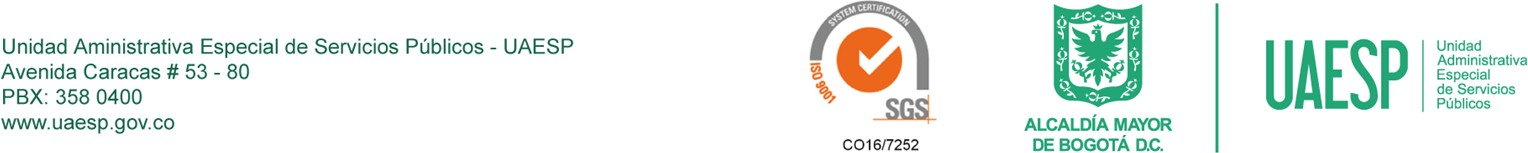 Unidad Aministrativa Especial de Servicios Públicos - UAESP
Avenida Caracas # 53 - 80
PBX: 358 0400
www.uaesp.gov.co
SYSTEM CERTIFICATION
ISO 9001
SGS
CO16/7252
ALCALDÍA MAYOR
DE BOGOTÁ D.C.
UAESP
Unidad
Administrativa
Especial
de Servicios
Públicos